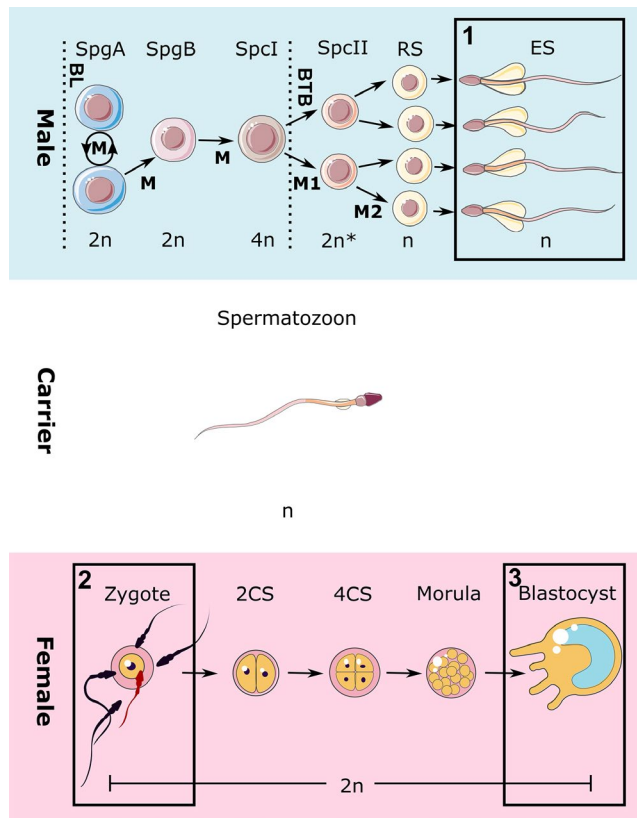 SpgA SpgB SpcI SpcII RS 1 ES
BL
BTB
Male
M
M
M
M1
M2
2n 2n 4n 2n* n n
Spermatozoon
Carrier
n
2 Zygote 2CS 4CS Morula 3 Blastocyst
Female
2n